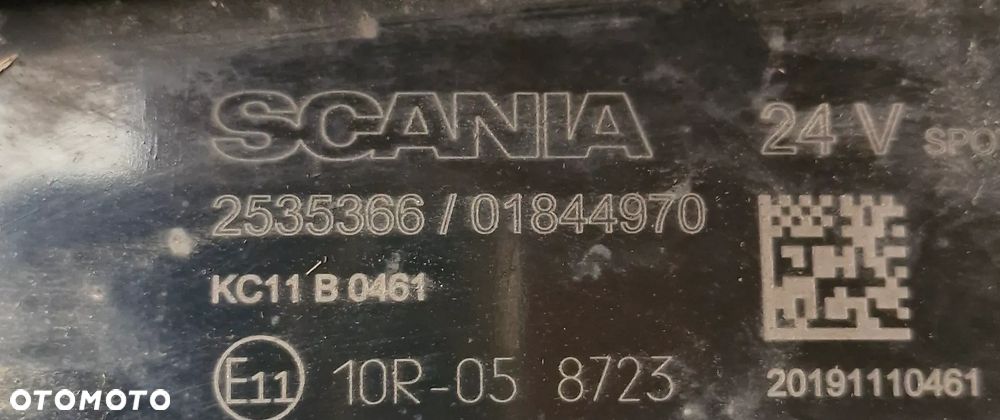 SCANIA 24 V
2535366 / 01844970
KC11 B 0461
E11 10R-05 8723
20191110461
OTOMOTO